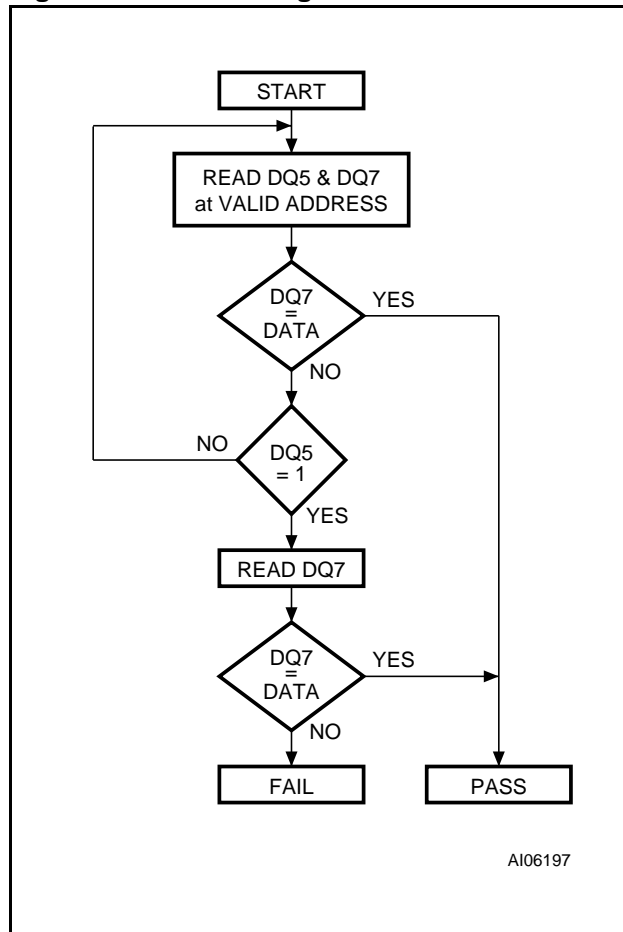 START
READ DQ5 & DQ7
at VALID ADDRESS
DQ7
=
DATA
YES
NO
NO
DQ5
= 1
YES
READ DQ7
DQ7
=
DATA
YES
NO
FAIL
PASS
AI06197